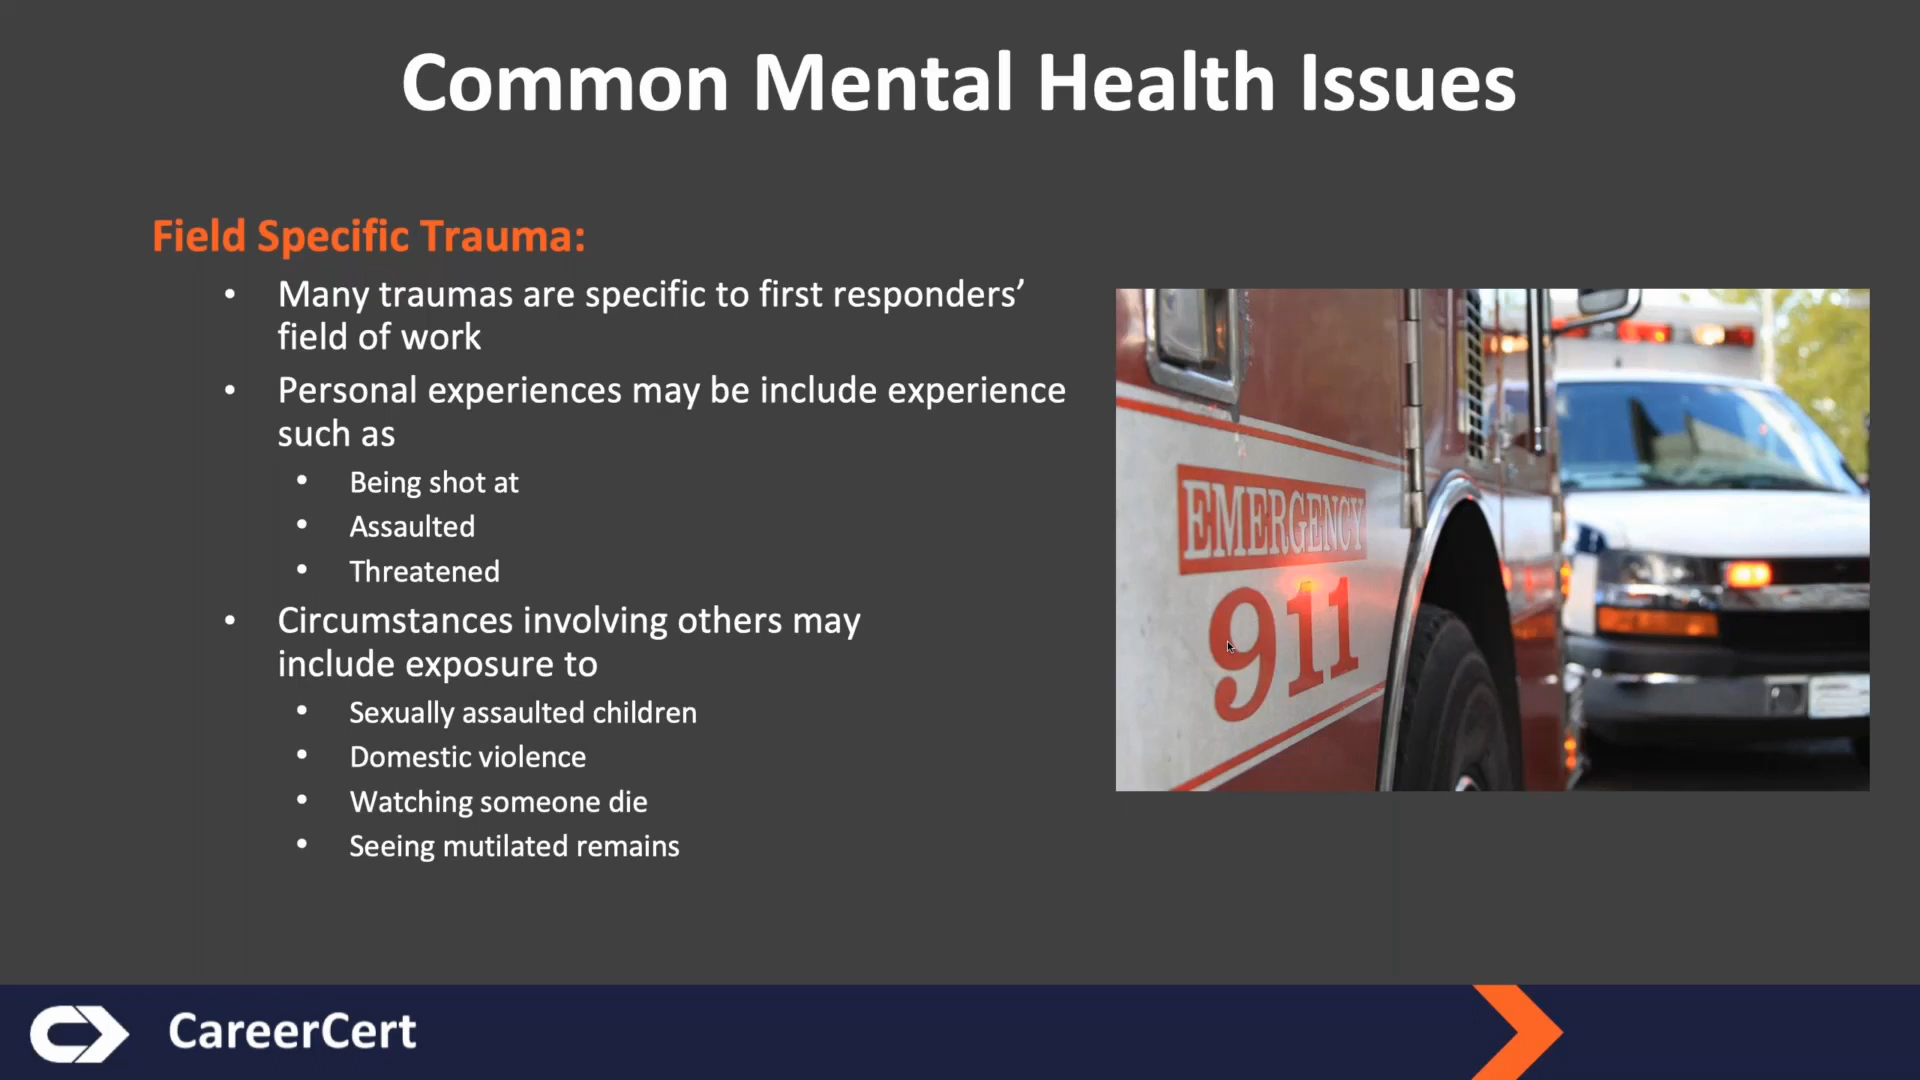 Common Mental Health Issues
Field Specific Trauma:
• Many traumas are specific to first responders’
field of work
• Personal experiences may be include experience
such as
• Being shot at
• Assaulted
• Threatened
• Circumstances involving others may
include exposure to
• Sexually assaulted children
• Domestic violence
• Watching someone die
• Seeing mutilated remains
EMERGENCY
911
CareerCert